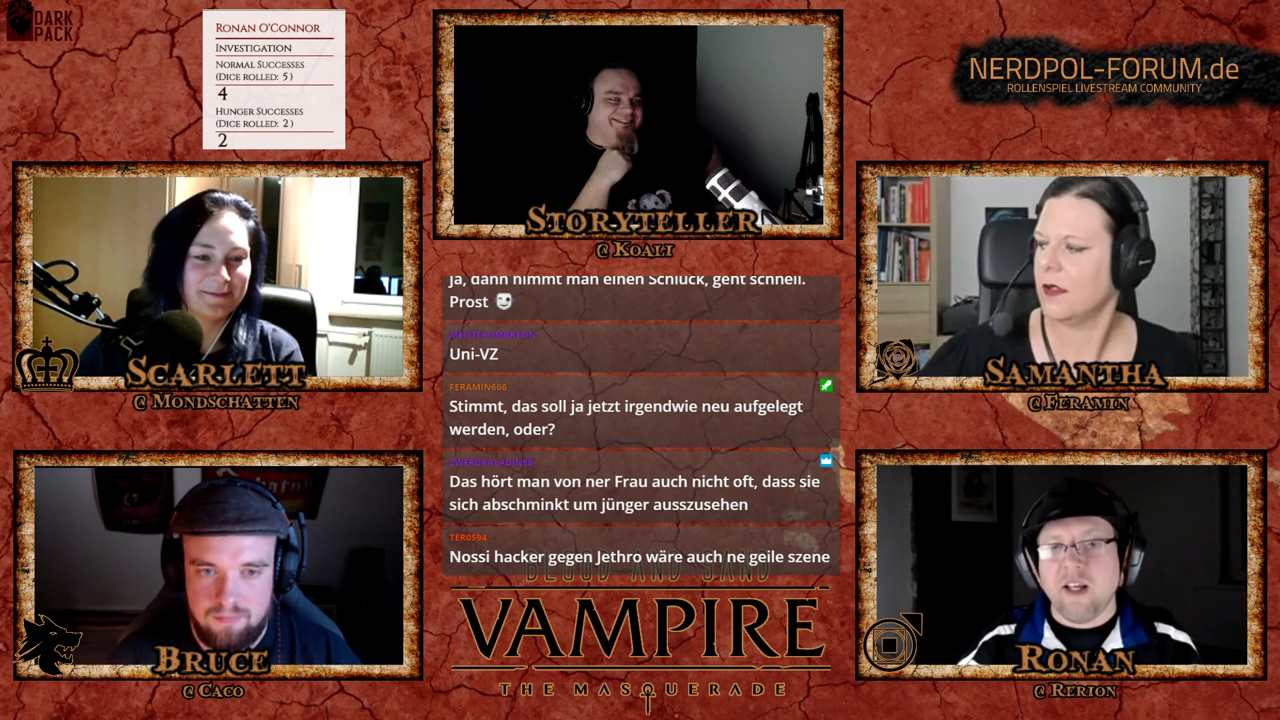 DARK
PACK
RONAN O'CONNOR
INVESTIGATION
NORMAL SUCCESSES
(DICE ROLLED: 5)
4
HUNGER SUCCESSES
(DICE ROLLED: 2)
2
NERDPOL-FORUM.de
ROLLENSPIEL LIVESTREAM COMMUNITY
STORYTELLER
@ KOALI
SCARLETT
@ MONDSCHATTEN
SAMANTHA
@ FERAMIN
ja, dann nimmt man einen Schluck, geht schnell.
Prost
Uni-VZ
FERAMIN666
Stimmt, das soll ja jetzt irgendwie neu aufgelegt
werden, oder?
ZWERGPALADIN88
Das hört man von ner Frau auch nicht oft, dass sie
sich abschminkt um jünger ausszusehen
TER0S94
Nossi hacker gegen Jethro wäre auch ne geile szene
BLOOD AND SAND
VAMPIRE
THE MASQUERADE
BRUCE
@ CACO
RONAN
@ RERION